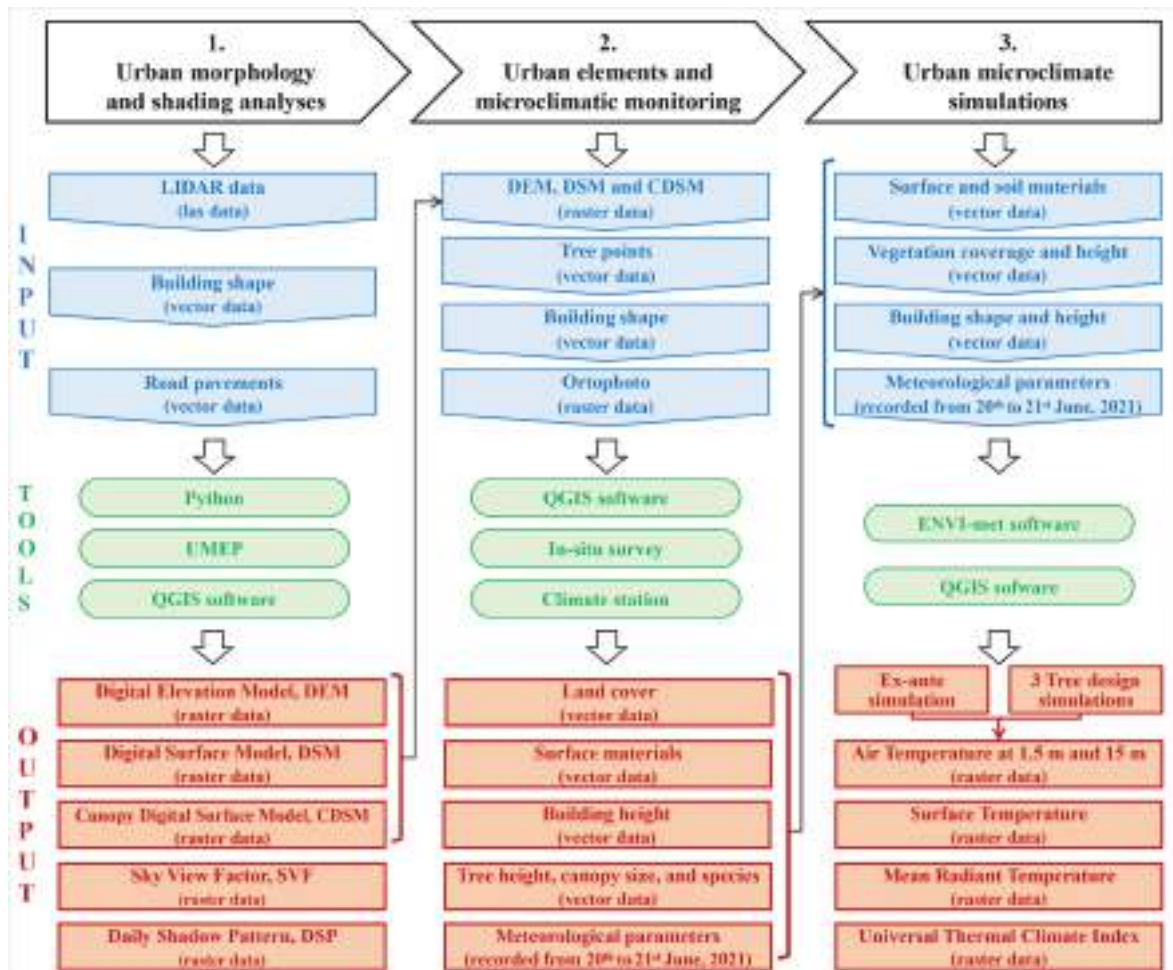 1.
Urban morphology
and shading analyses
2.
Urban elements and
microclimatic monitoring
3.
Urban microclimate
simulations
INPUT
LIDAR data
(las data)
Building shape
(vector data)
Road pavements
(vector data)
DEM, DSM and CDSM
(raster data)
Tree points
(vector data)
Building shape
(vector data)
Ortophoto
(raster data)
Surface and soil materials
(vector data)
Vegetation coverage and height
(vector data)
Building shape and height
(vector data)
Meteorological parameters
(recorded from 20th to 21st June, 2021)
TOOLS
Python
UMEP
QGIS software
QGIS software
In-situ survey
Climate station
ENVI-met software
QGIS sofware
OUTPUT
Digital Elevation Model, DEM
(raster data)
Digital Surface Model, DSM
(raster data)
Canopy Digital Surface Model, CDSM
(raster data)
Sky View Factor, SVF
(raster data)
Daily Shadow Pattern, DSP
(raster data)
Land cover
(vector data)
Surface materials
(vector data)
Building height
(vector data)
Tree height, canopy size, and species
(vector data)
Meteorological parameters
(recorded from 20th to 21st June, 2021)
Ex-ante
simulation
3 Tree design
simulations
Air Temperature at 1.5 m and 15 m
(raster data)
Surface Temperature
(raster data)
Mean Radiant Temperature
(raster data)
Universal Thermal Climate Index
(raster data)